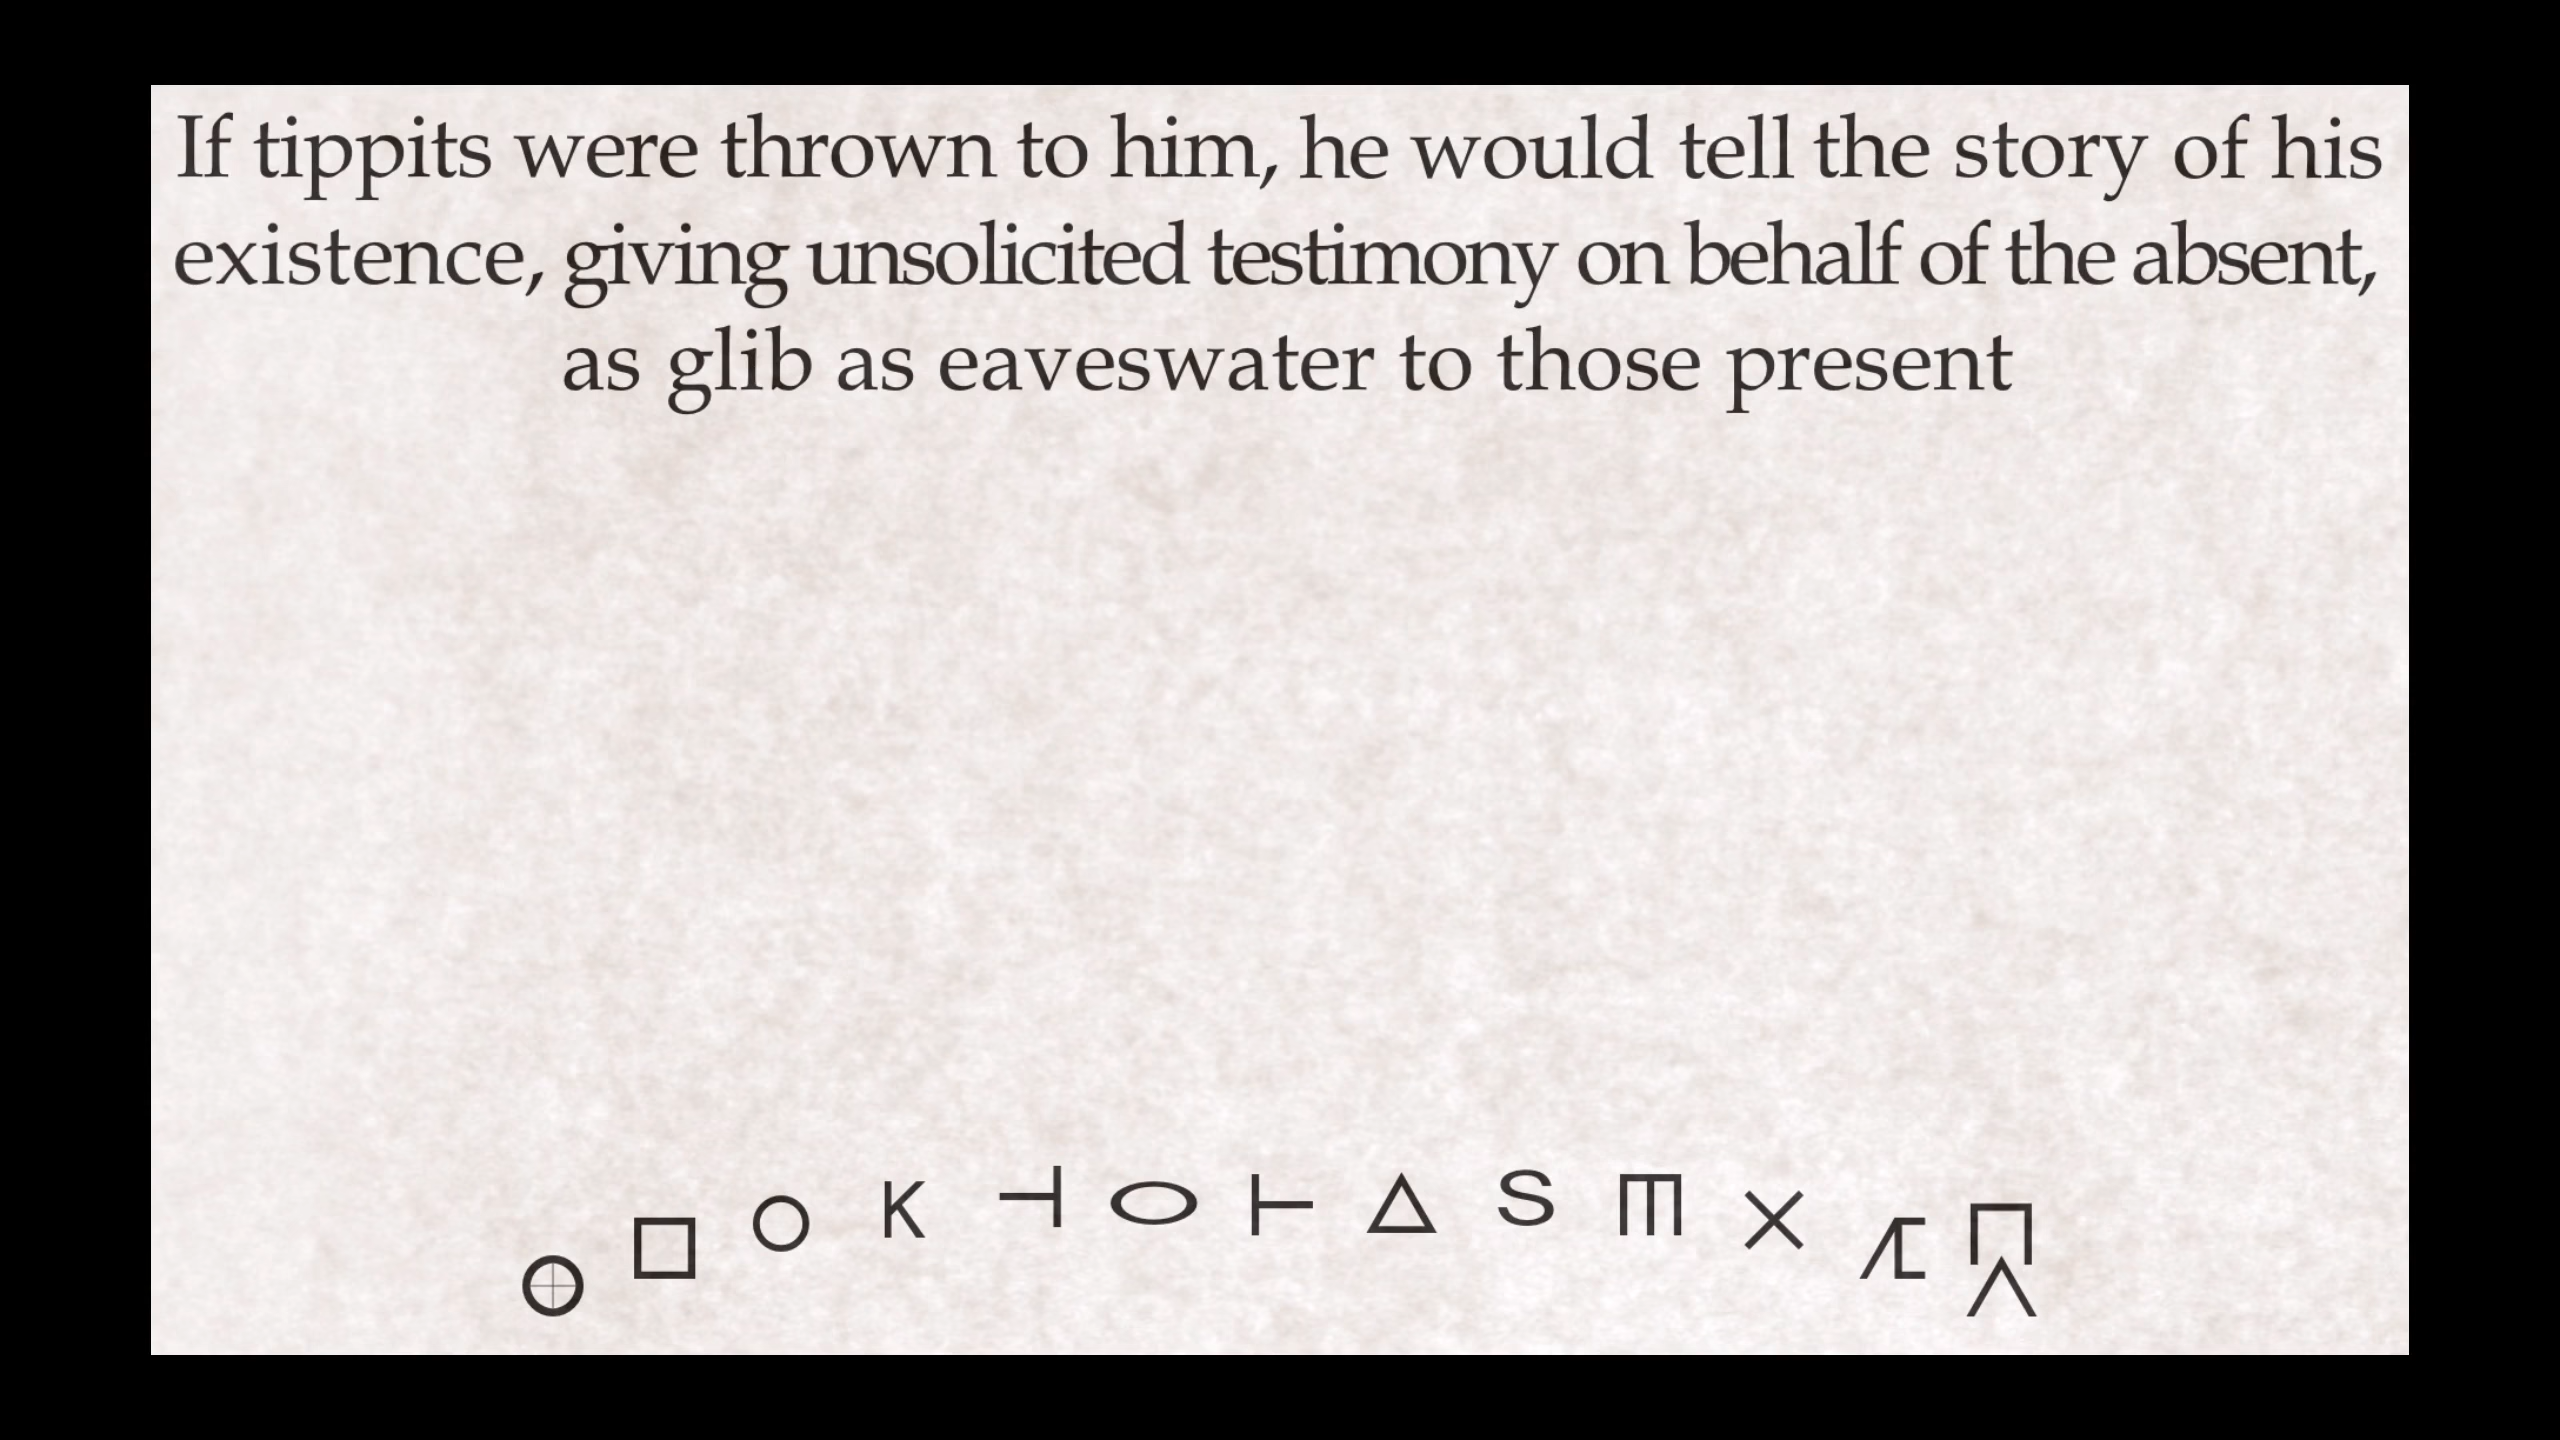 If tippits were thrown to him, he would tell the story of his
existence, giving unsolicited testimony on behalf of the absent,
as glib as eaveswater to those present